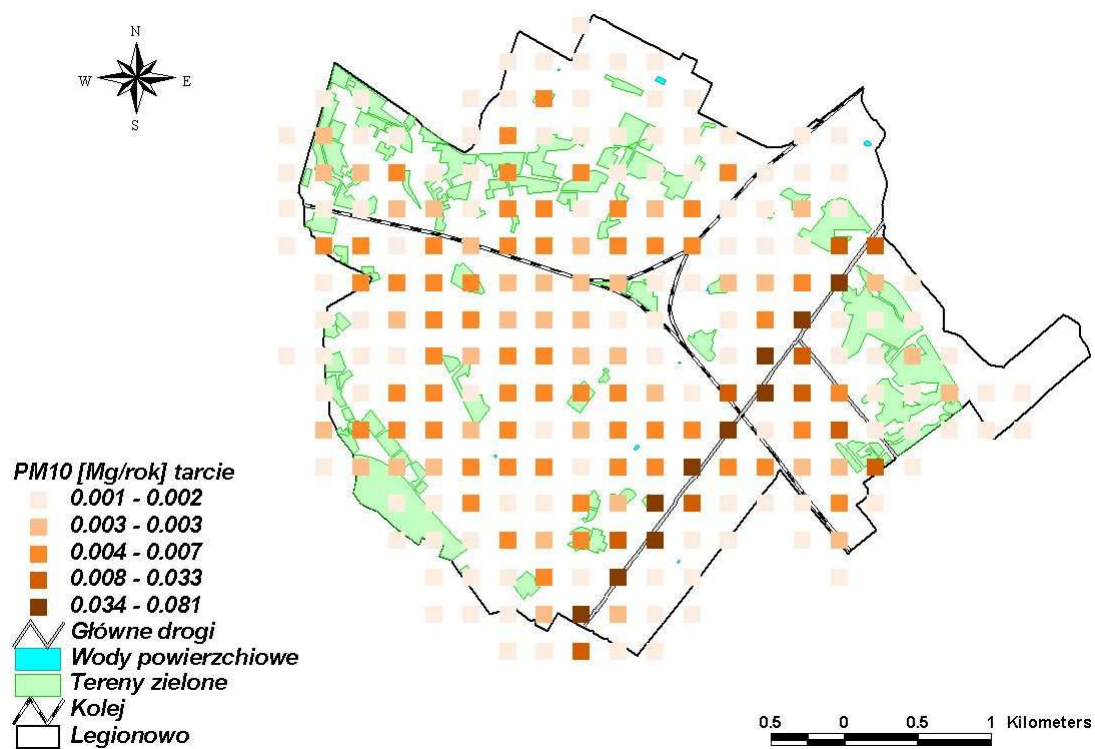 N
W E
S
PM10 [Mg/rok] tarcie
0.001 - 0.002
0.003 - 0.003
0.004 - 0.007
0.008 - 0.033
0.034 - 0.081
Główne drogi
Wody powierzchiowe
Tereny zielone
Kolej
Legionowo
0.5 0 0.5 1 Kilometers